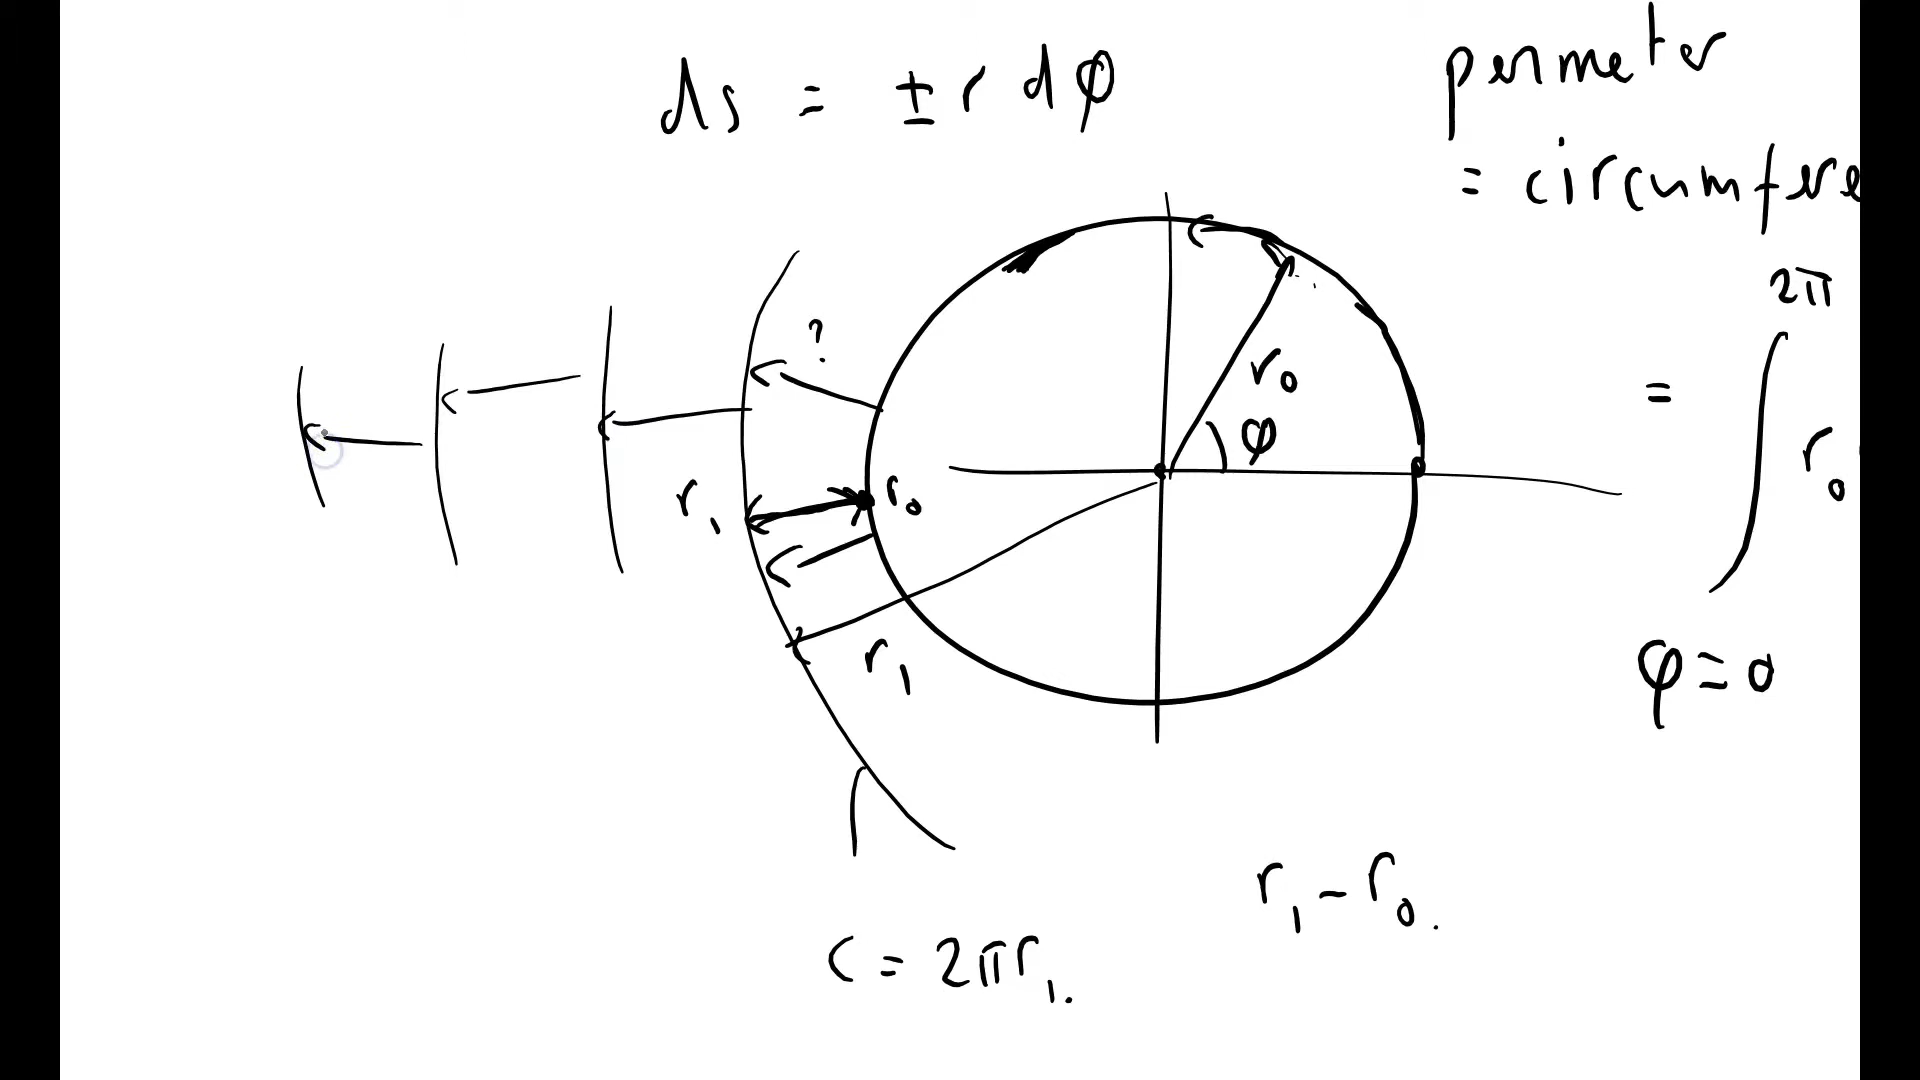 ds = ± r dφ
perimeter
= circumfere
2π
= ∫ r₀
φ = 0
?
r₀
φ
r₁
r₀
r₁
r₁ - r₀.
C = 2πr₁.